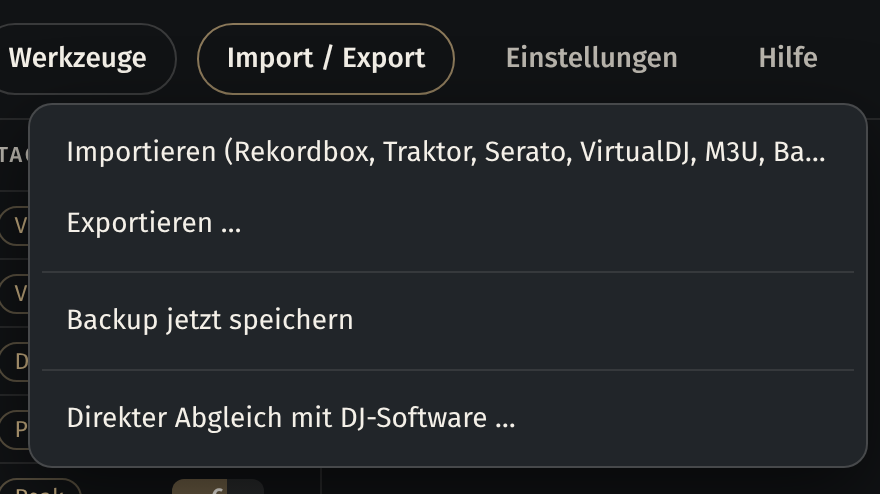 Werkzeuge Import / Export Einstellungen Hilfe
Importieren (Rekordbox, Traktor, Serato, VirtualDJ, M3U, Ba...
Exportieren ...
Backup jetzt speichern
Direkter Abgleich mit DJ-Software ...